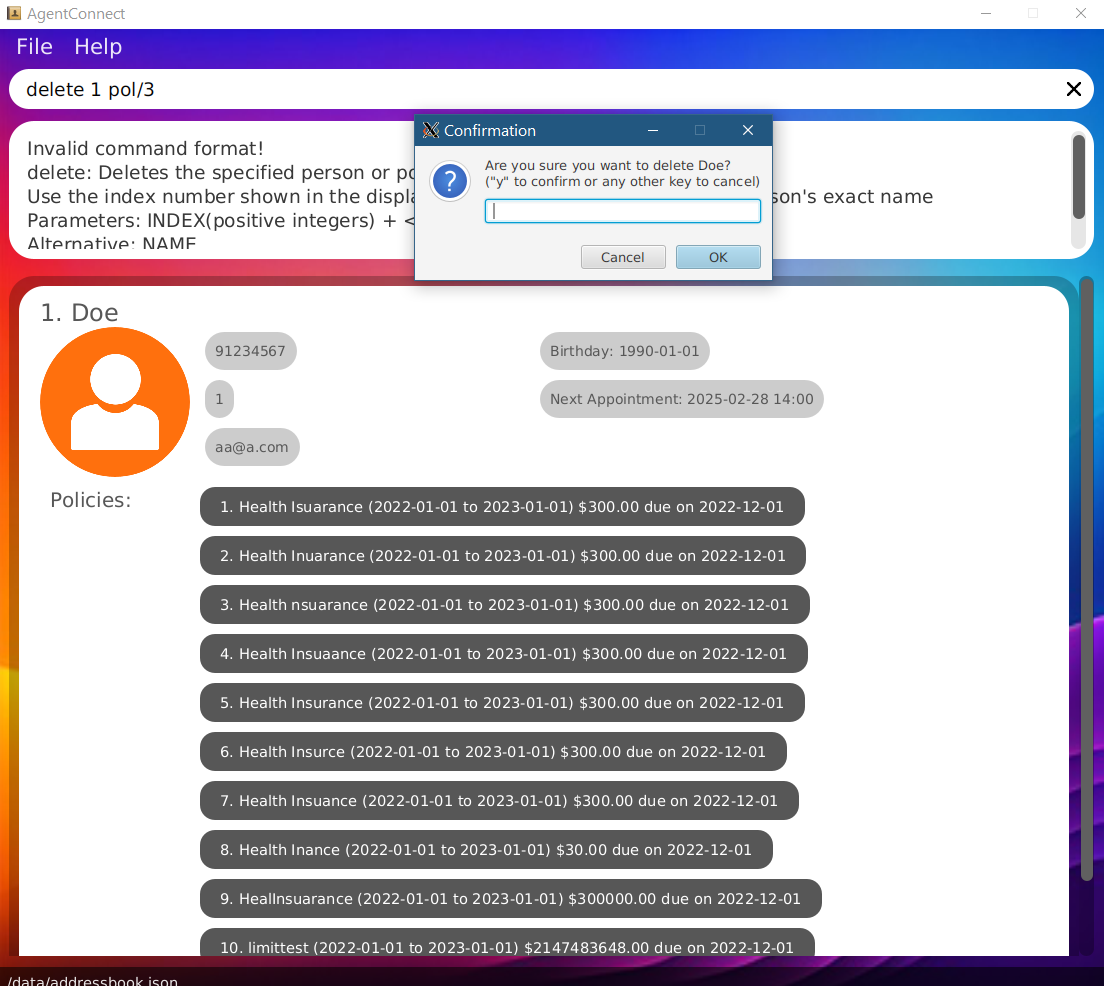 AgentConnect
File Help
delete 1 pol/3
Invalid command format!
delete: Deletes the specified person or po
Use the index number shown in the displa
son's exact name
Parameters: INDEX(positive integers) + <
Alternative: NAME
Confirmation
Are you sure you want to delete Doe?
("y" to confirm or any other key to cancel)
Cancel OK
1. Doe
91234567
Birthday: 1990-01-01
1
Next Appointment: 2025-02-28 14:00
aa@a.com
Policies:
1. Health Isuarance (2022-01-01 to 2023-01-01) $300.00 due on 2022-12-01
2. Health Inuarance (2022-01-01 to 2023-01-01) $300.00 due on 2022-12-01
3. Health nsuarance (2022-01-01 to 2023-01-01) $300.00 due on 2022-12-01
4. Health Insuaance (2022-01-01 to 2023-01-01) $300.00 due on 2022-12-01
5. Health Insurance (2022-01-01 to 2023-01-01) $300.00 due on 2022-12-01
6. Health Insurce (2022-01-01 to 2023-01-01) $300.00 due on 2022-12-01
7. Health Insuance (2022-01-01 to 2023-01-01) $300.00 due on 2022-12-01
8. Health Inance (2022-01-01 to 2023-01-01) $30.00 due on 2022-12-01
9. HealInsuarance (2022-01-01 to 2023-01-01) $300000.00 due on 2022-12-01
10. limittest (2022-01-01 to 2023-01-01) $2147483648.00 due on 2022-12-01
/data/addressbook.json